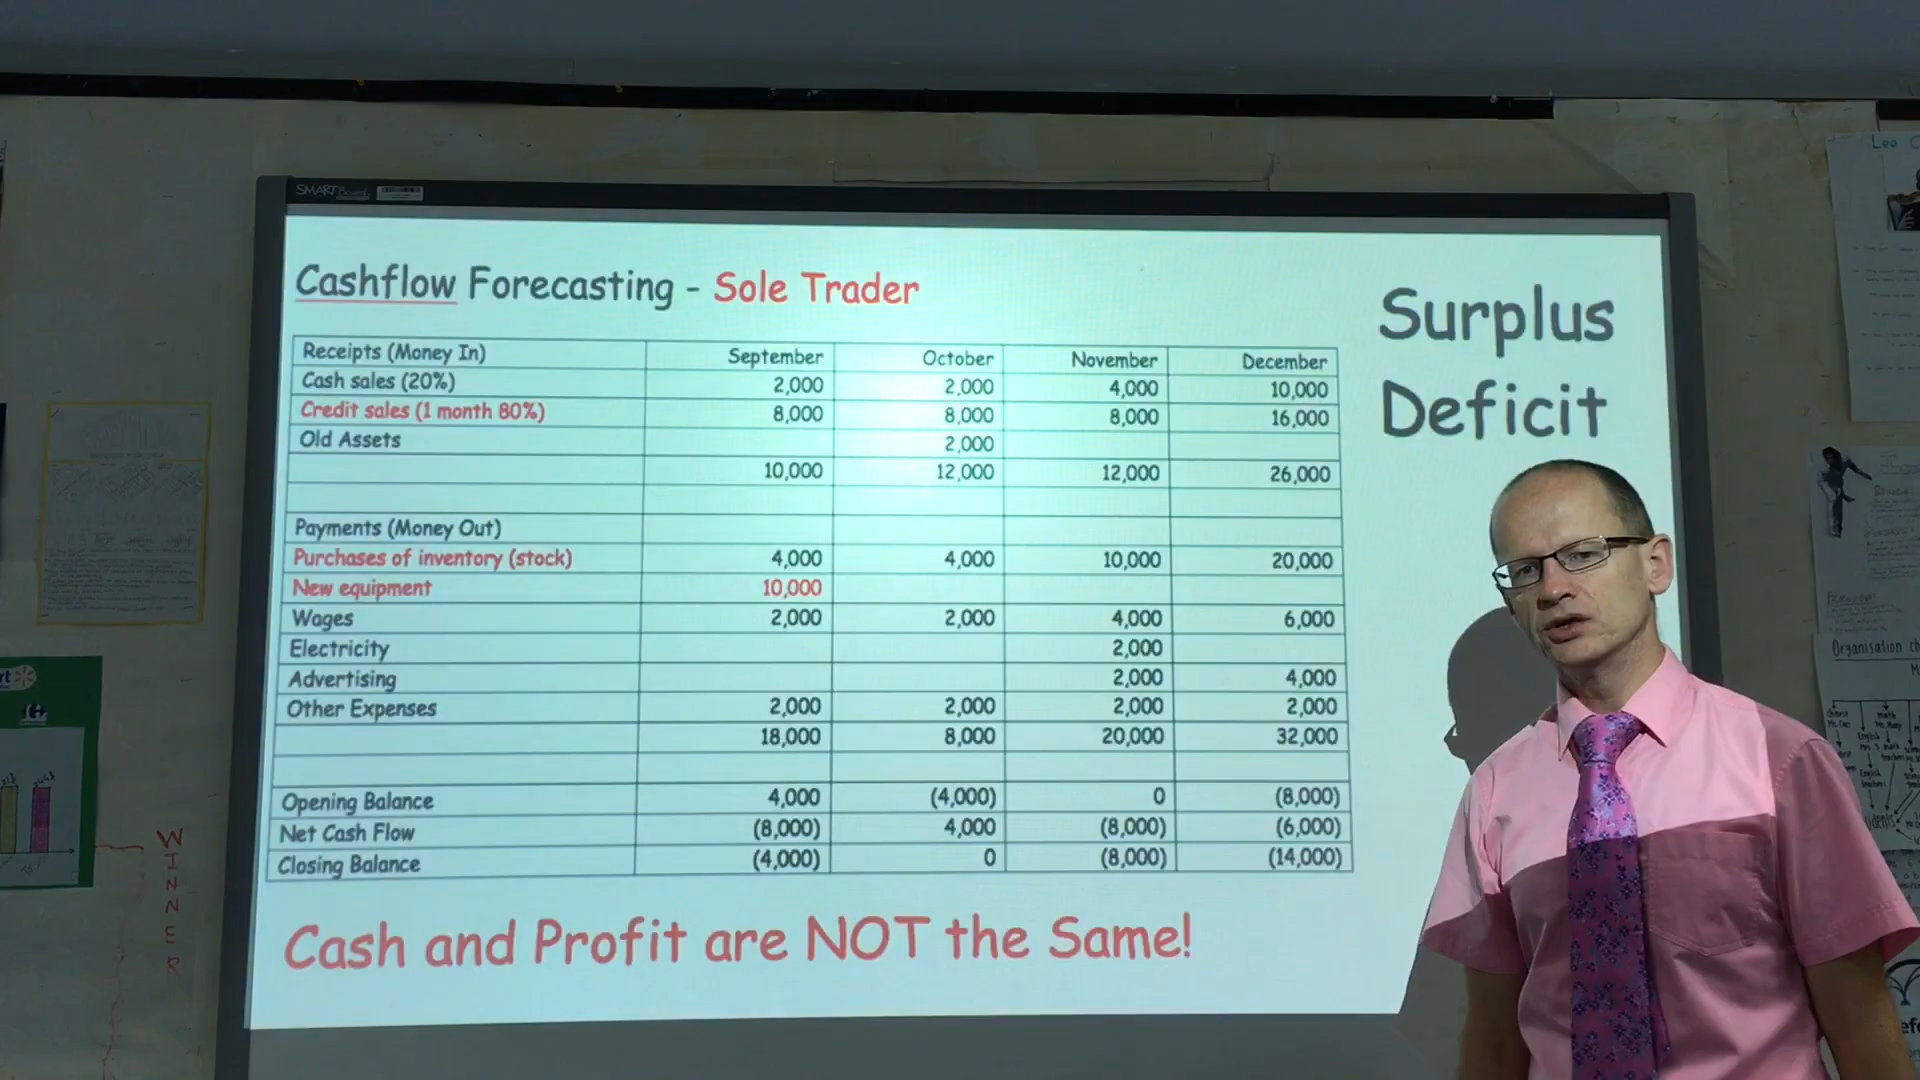 SMART Board
Cashflow Forecasting - Sole Trader
Surplus
Deficit
Receipts (Money In) September October November December
Cash sales (20%) 2,000 2,000 4,000 10,000
Credit sales (1 month 80%) 8,000 8,000 8,000 16,000
Old Assets 2,000
10,000 12,000 12,000 26,000
Payments (Money Out)
Purchases of inventory (stock) 4,000 4,000 10,000 20,000
New equipment 10,000
Wages 2,000 2,000 4,000 6,000
Electricity 2,000
Advertising 2,000 4,000
Other Expenses 2,000 2,000 2,000 2,000
18,000 8,000 20,000 32,000
Opening Balance 4,000 (4,000) 0 (8,000)
Net Cash Flow (8,000) 4,000 (8,000) (6,000)
Closing Balance (4,000) 0 (8,000) (14,000)
Cash and Profit are NOT the Same!
WINNER
Lee
Organisation